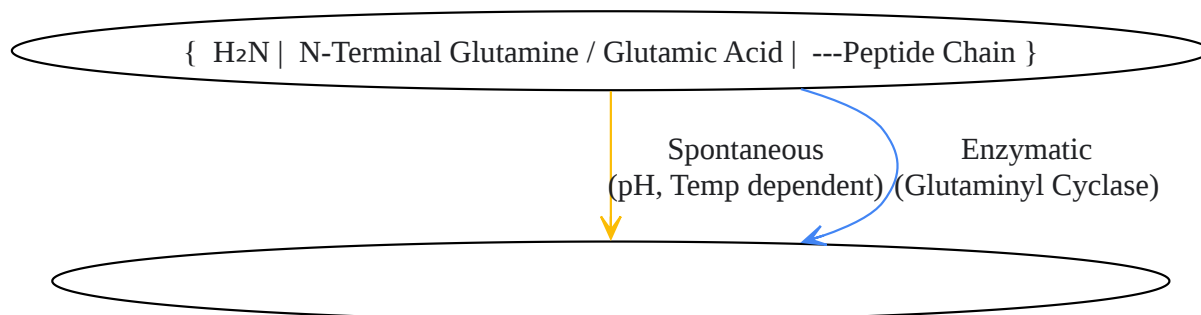 { H₂N | N-Terminal Glutamine / Glutamic Acid | ---Peptide Chain }
Spontaneous
(pH, Temp dependent)
Enzymatic
(Glutaminyl Cyclase)